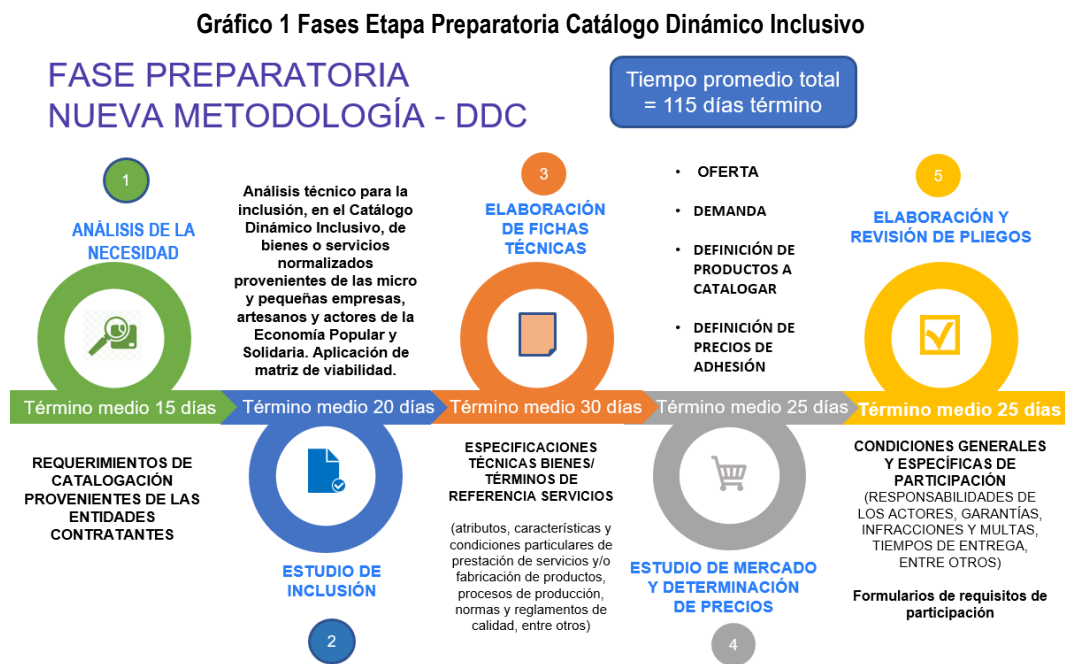 Gráfico 1 Fases Etapa Preparatoria Catálogo Dinámico Inclusivo
FASE PREPARATORIA
NUEVA METODOLOGÍA - DDC
Tiempo promedio total
= 115 días término
1
ANÁLISIS DE LA
NECESIDAD
Término medio 15 días
REQUERIMIENTOS DE
CATALOGACIÓN
PROVENIENTES DE LAS
ENTIDADES
CONTRATANTES
Análisis técnico para la
inclusión, en el Catálogo
Dinámico Inclusivo, de
bienes o servicios
normalizados
provenientes de las micro
y pequeñas empresas,
artesanos y actores de la
Economía Popular y
Solidaria. Aplicación de
matriz de viabilidad.
Término medio 20 días
ESTUDIO DE
INCLUSIÓN
2
3
ELABORACIÓN
DE FICHAS
TÉCNICAS
Término medio 30 días
ESPECIFICACIONES
TÉCNICAS BIENES/
TÉRMINOS DE
REFERENCIA SERVICIOS
(atributos, características y
condiciones particulares de
prestación de servicios y/o
fabricación de productos,
procesos de producción,
normas y reglamentos de
calidad, entre otros)
• OFERTA
• DEMANDA
• DEFINICIÓN DE
PRODUCTOS A
CATALOGAR
• DEFINICIÓN DE
PRECIOS DE
ADHESIÓN
Término medio 25 días
ESTUDIO DE MERCADO
Y DETERMINACIÓN
DE PRECIOS
4
5
ELABORACIÓN Y
REVISIÓN DE PLIEGOS
Término medio 25 días
CONDICIONES GENERALES
Y ESPECÍFICAS DE
PARTICIPACIÓN
(RESPONSABILIDADES DE
LOS ACTORES, GARANTÍAS,
INFRACCIONES Y MULTAS,
TIEMPOS DE ENTREGA,
ENTRE OTROS)
Formularios de requisitos de
participación